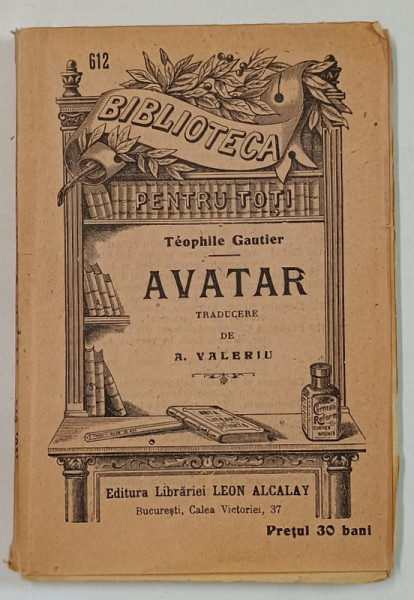 612
BIBLIOTECA
PENTRU TOȚI
Téophile Gautier
AVATAR
TRADUCERE
DE
A. VALERIU
Editura Librăriei LEON ALCALAY
București, Calea Victoriei, 37
Prețul 30 bani